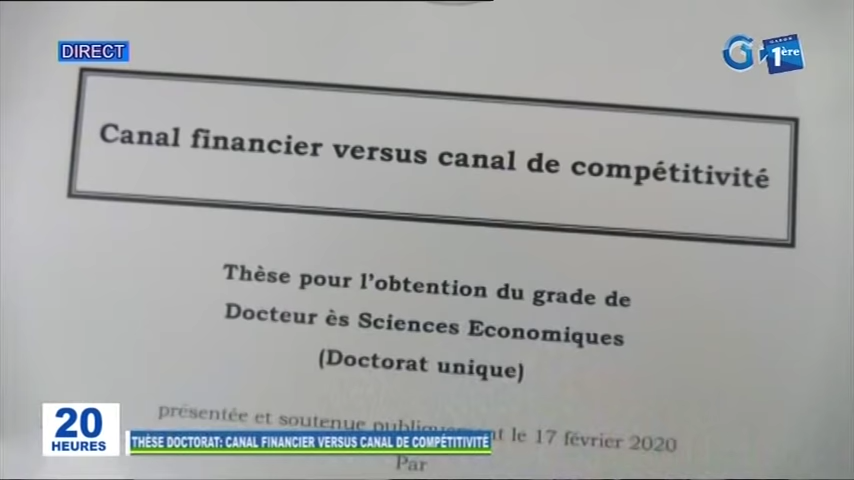 DIRECT
G
GABON
1ère
Canal financier versus canal de compétitivité
Thèse pour l'obtention du grade de
Docteur ès Sciences Economiques
(Doctorat unique)
présentée et soutenue publiquement le 17 février 2020
Par
20
HEURES
THÈSE DOCTORAT: CANAL FINANCIER VERSUS CANAL DE COMPÉTITIVITÉ